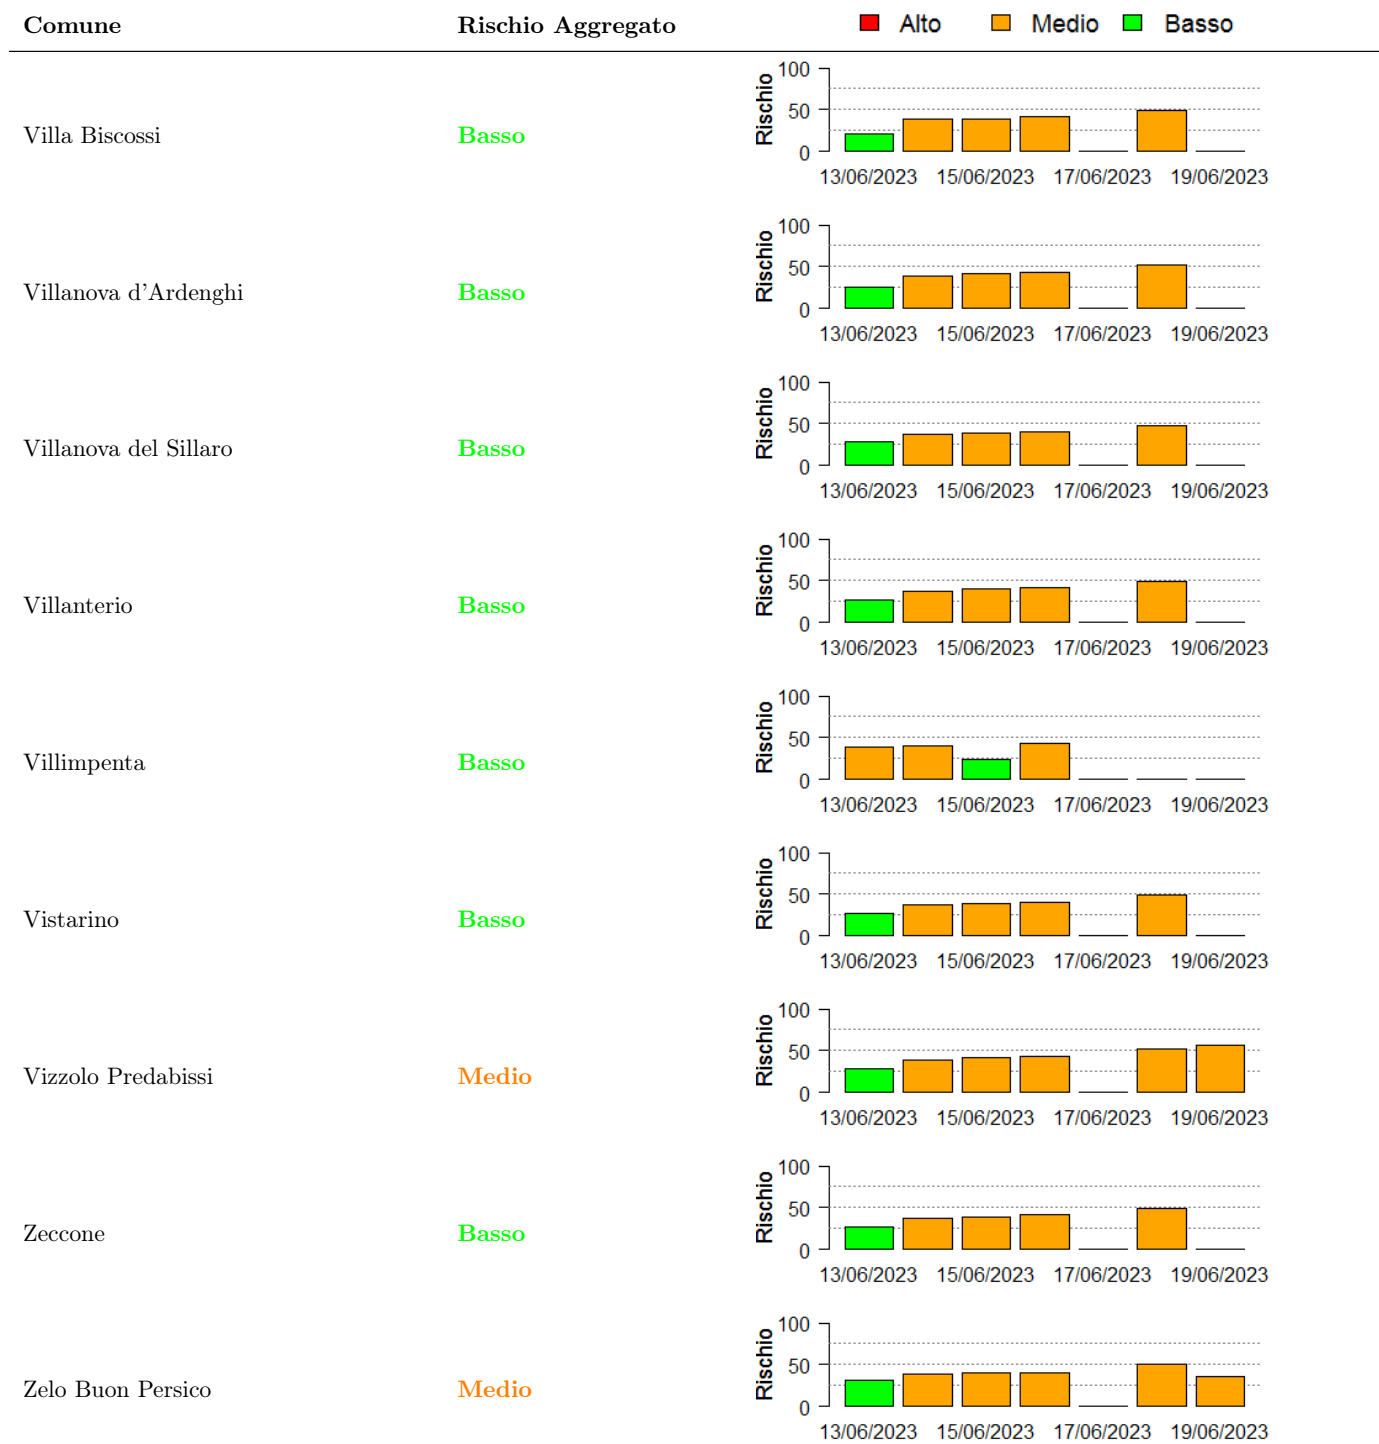 Comune Rischio Aggregato Alto Medio Basso
100
50
0
Rischio
Villa Biscossi Basso
13/06/2023 15/06/2023 17/06/2023 19/06/2023
100
50
0
Rischio
Villanova d'Ardenghi Basso
13/06/2023 15/06/2023 17/06/2023 19/06/2023
100
50
0
Rischio
Villanova del Sillaro Basso
13/06/2023 15/06/2023 17/06/2023 19/06/2023
100
50
0
Rischio
Villanterio Basso
13/06/2023 15/06/2023 17/06/2023 19/06/2023
100
50
0
Rischio
Villimpenta Basso
13/06/2023 15/06/2023 17/06/2023 19/06/2023
100
50
0
Rischio
Vistarino Basso
13/06/2023 15/06/2023 17/06/2023 19/06/2023
100
50
0
Rischio
Vizzolo Predabissi Medio
13/06/2023 15/06/2023 17/06/2023 19/06/2023
100
50
0
Rischio
Zeccone Basso
13/06/2023 15/06/2023 17/06/2023 19/06/2023
100
50
0
Rischio
Zelo Buon Persico Medio
13/06/2023 15/06/2023 17/06/2023 19/06/2023